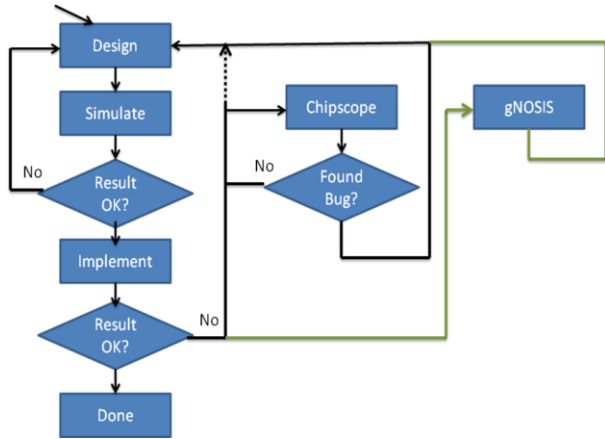 Design
Simulate
No
Result
OK?
Implement
Result
OK?
No
Done
Chipscope
No
Found
Bug?
gNOSIS